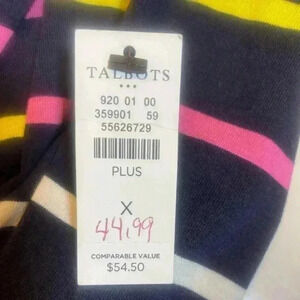 TALBOTS
920 01 00
359901 59
55626729
PLUS
X
44.99
COMPARABLE VALUE
$54.50